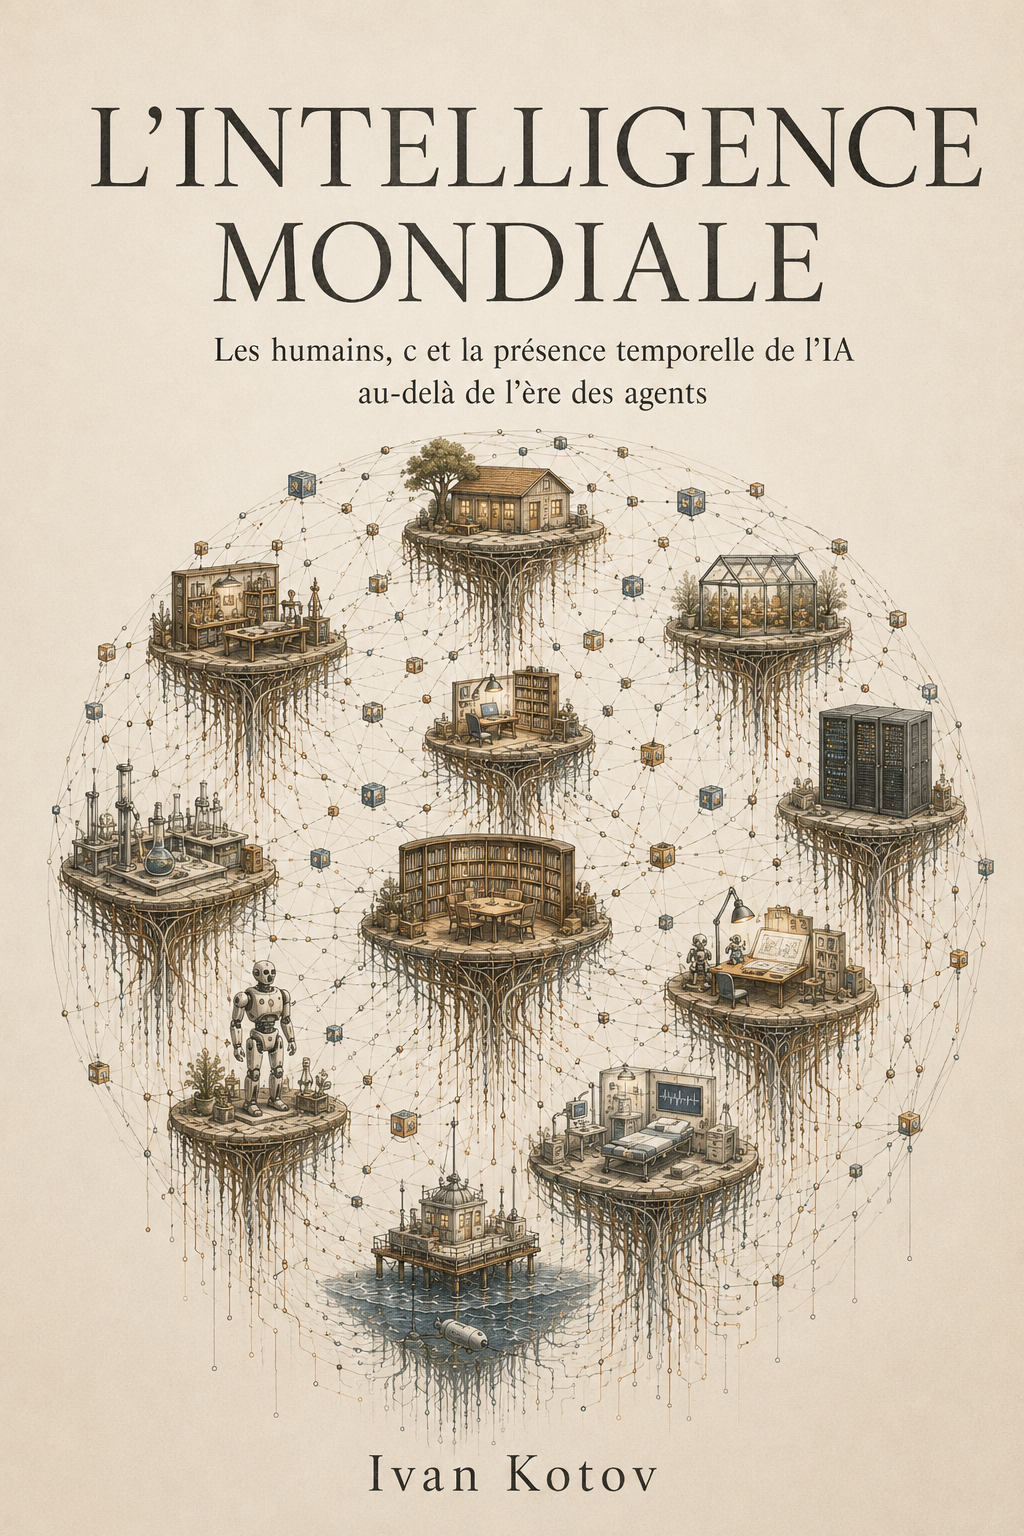 L’INTELLIGENCE
MONDIALE
Les humains, c et la présence temporelle de l’IA
au-delà de l’ère des agents
Ivan Kotov